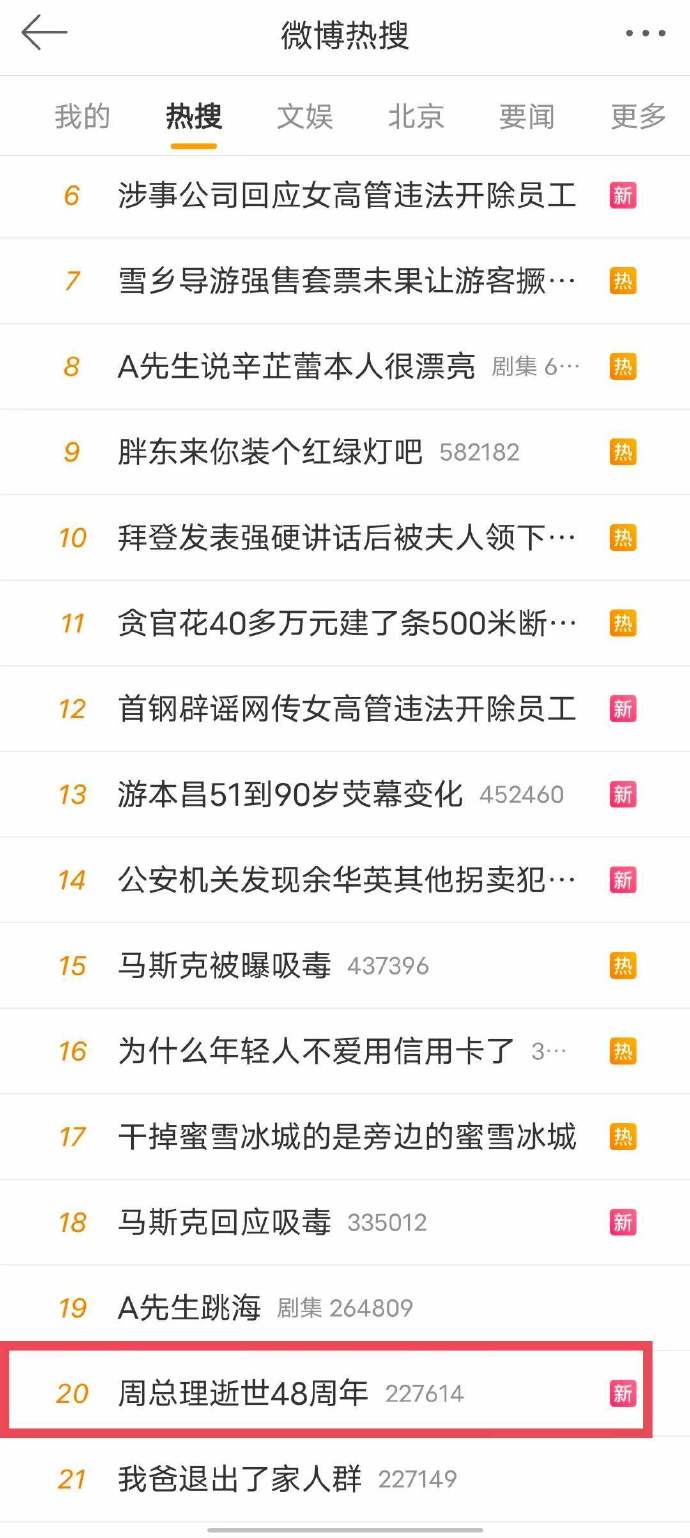 微博热搜
我的 热搜 文娱 北京 要闻 更多
6 涉事公司回应女高管违法开除员工 新
7 雪乡导游强售套票未果让游客撅… 热
8 A先生说辛芷蕾本人很漂亮 剧集 6… 热
9 胖东来你装个红绿灯吧 582182 热
10 拜登发表强硬讲话后被夫人领下… 热
11 贪官花40多万元建了条500米断… 热
12 首钢辟谣网传女高管违法开除员工 新
13 游本昌51到90岁荧幕变化 452460 新
14 公安机关发现余华英其他拐卖犯… 新
15 马斯克被曝吸毒 437396 热
16 为什么年轻人不爱用信用卡了 3… 热
17 干掉蜜雪冰城的是旁边的蜜雪冰城 热
18 马斯克回应吸毒 335012 新
19 A先生跳海 剧集 264809
20 周总理逝世48周年 227614 新
21 我爸退出了家人群 227149